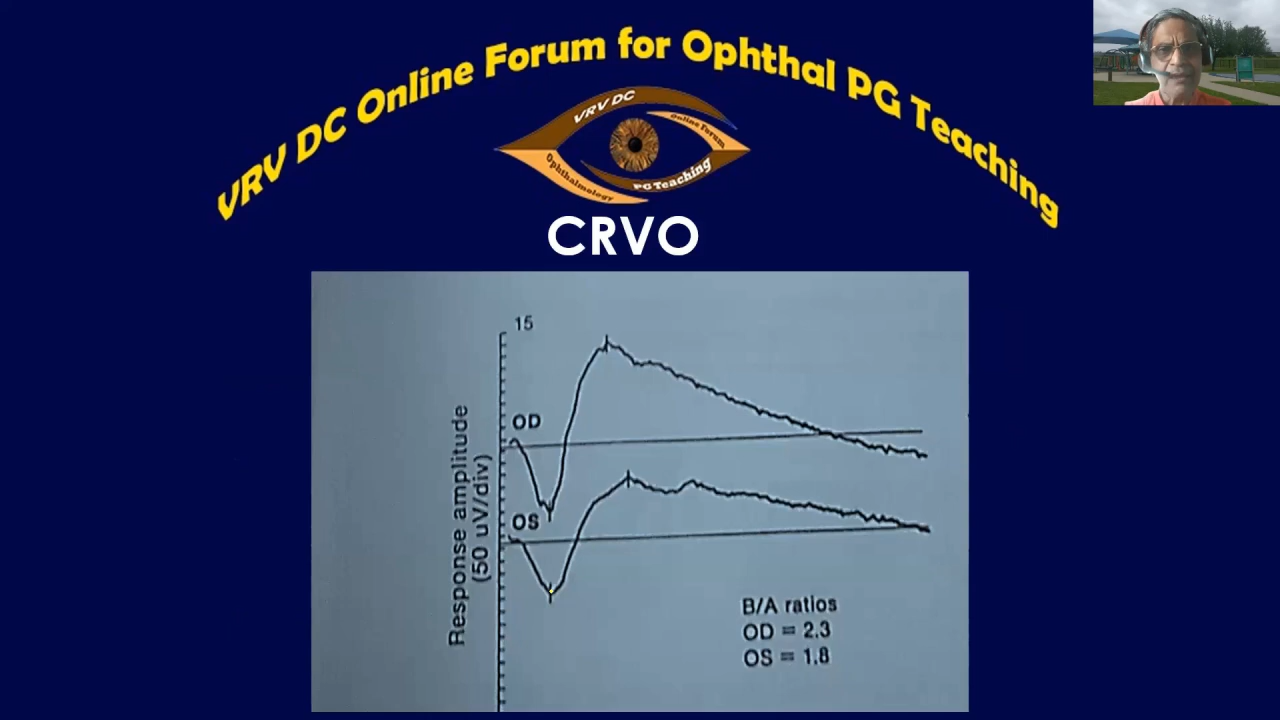 VRV DC Online Forum for Ophthal PG Teaching
VRV DC
Online Forum
Ophthalmology
PG Teaching
CRVO
15
OD
OS
Response amplitude
(50 uV/div)
B/A ratios
OD = 2.3
OS = 1.8